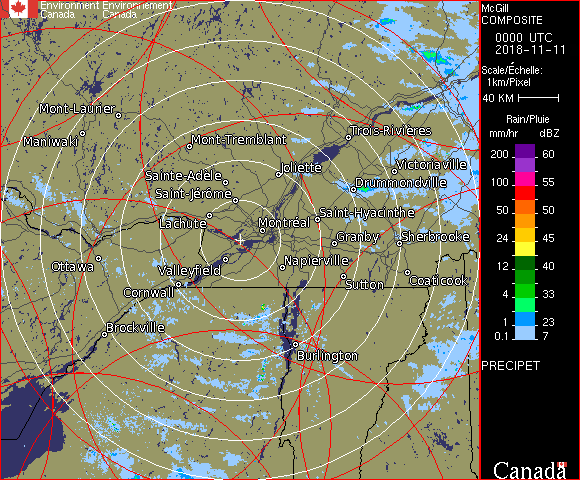 Environment Environnement
Canada Canada
McGill
COMPOSITE
0000 UTC
2018-11-11
Scale/Échelle:
1km/Pixel
40 KM
Rain/Pluie
mm/hr dBZ
200 60
100 55
50 50
24 45
12 40
4 33
1 23
0.1 7
PRECIPET
Canada
Mont-Laurier
Maniwaki
Mont-Tremblant
Trois-Rivières
Sainte-Adèle
Joliette
Victoriaville
Drummondville
Saint-Jérôme
Lachute
Montréal
Saint-Hyacinthe
Granby
Sherbrooke
Ottawa
Valleyfield
Napierville
Cornwall
Sutton
Coaticook
Brockville
Burlington